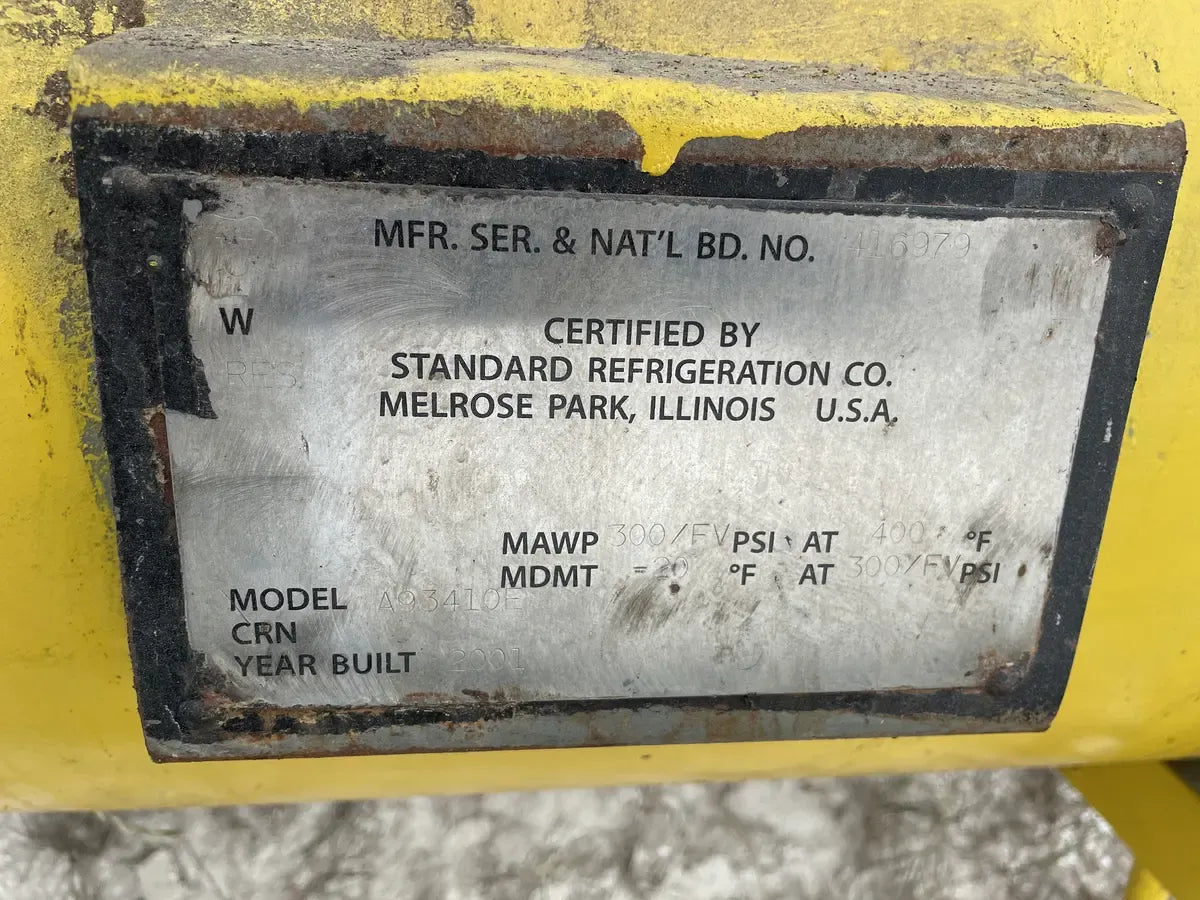 MFR. SER. & NAT'L BD. NO. 416979
W
CERTIFIED BY
RES
STANDARD REFRIGERATION CO.
MELROSE PARK, ILLINOIS U.S.A.
MAWP 300/FV PSI AT 400 °F
MDMT -20 °F AT 300/FV PSI
MODEL A93410E
CRN
YEAR BUILT 2001